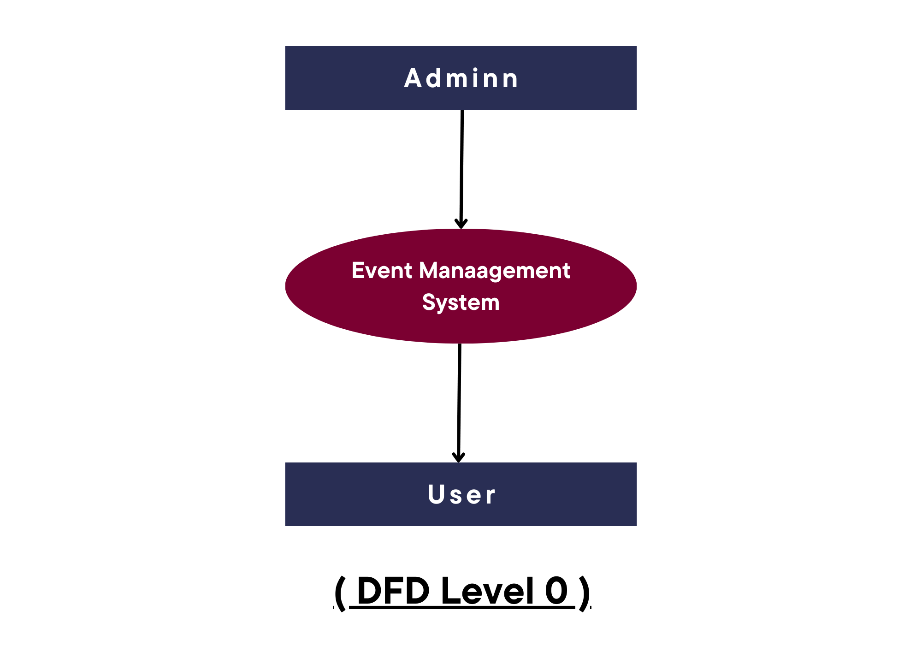 Adminn
Event Manaagement
System
User
( DFD Level 0 )